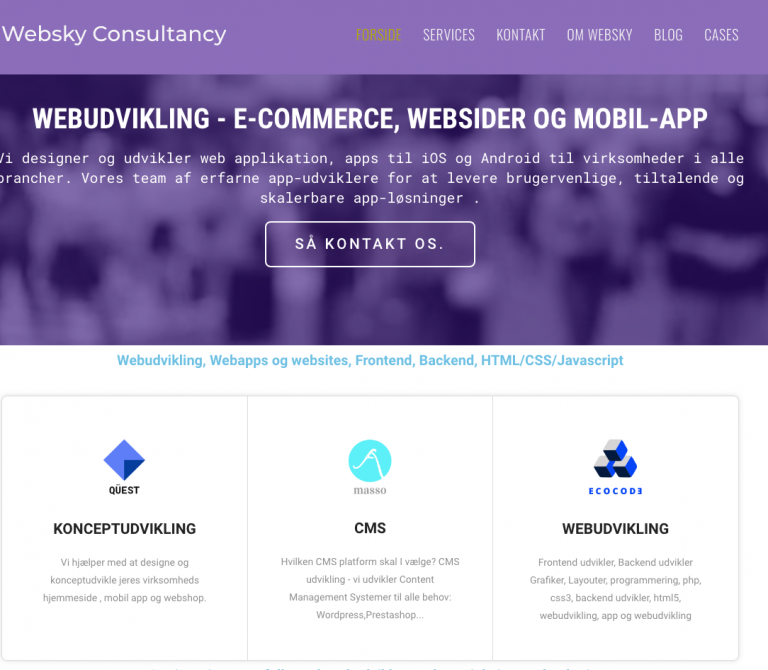 Websky Consultancy
FORSIDE SERVICES KONTAKT OM WEBSKY BLOG CASES
WEBUDVIKLING - E-COMMERCE, WEBSIDER OG MOBIL-APP
Vi designer og udvikler web applikation, apps til iOS og Android til virksomheder i alle
brancher. Vores team af erfarne app-udviklere for at levere brugervenlige, tiltalende og
skalerbare app-løsninger .
SÅ KONTAKT OS.
Webudvikling, Webapps og websites, Frontend, Backend, HTML/CSS/Javascript
QÜEST
KONCEPTUDVIKLING
Vi hjælper med at designe og
konceptudvikle jeres virksomheds
hjemmeside , mobil app og webshop.
masso
CMS
Hvilken CMS platform skal I vælge? CMS
udvikling - vi udvikler Content
Management Systemer til alle behov:
Wordpress,Prestashop...
ECOCODE
WEBUDVIKLING
Frontend udvikler, Backend udvikler
Grafiker, Layouter, programmering, php,
css3, backend udvikler, html5,
webudvikling, app og webudvikling